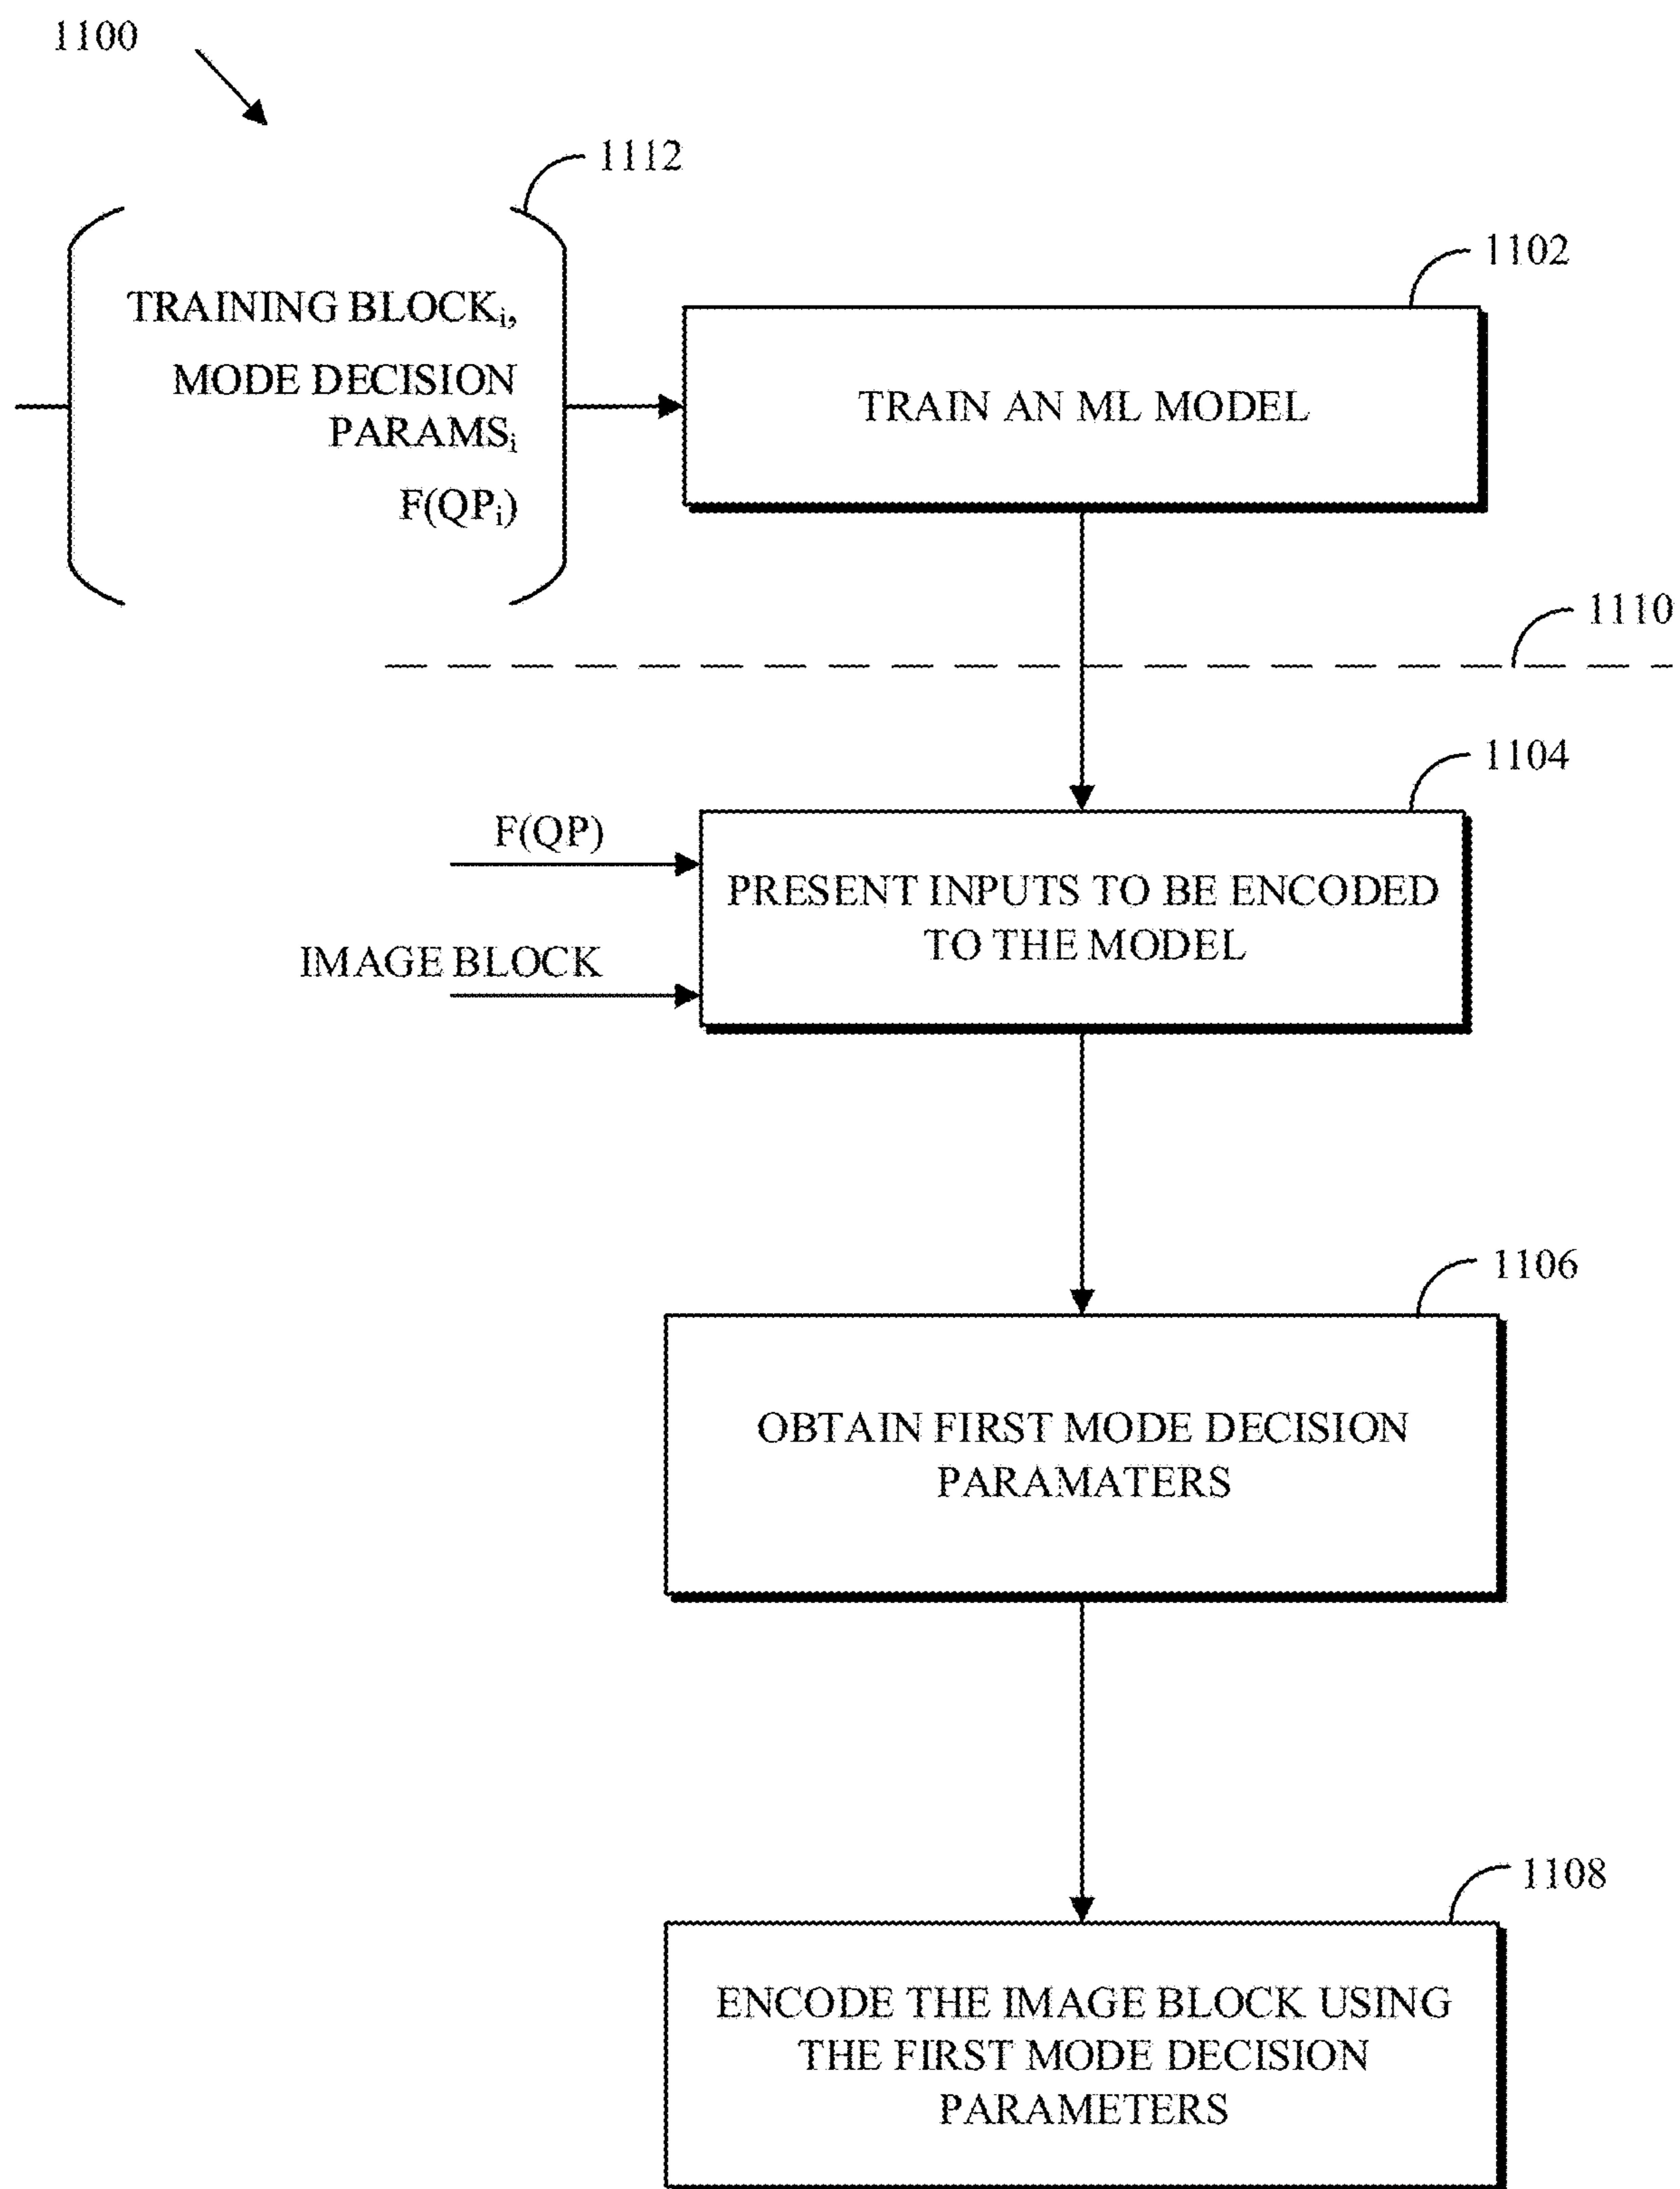 1100
1112
TRAINING BLOCKi,
MODE DECISION
PARAMSi
F(QPi)
1102
TRAIN AN ML MODEL
1110
1104
F(QP)
IMAGE BLOCK
PRESENT INPUTS TO BE ENCODED
TO THE MODEL
1106
OBTAIN FIRST MODE DECISION
PARAMATERS
1108
ENCODE THE IMAGE BLOCK USING
THE FIRST MODE DECISION
PARAMETERS